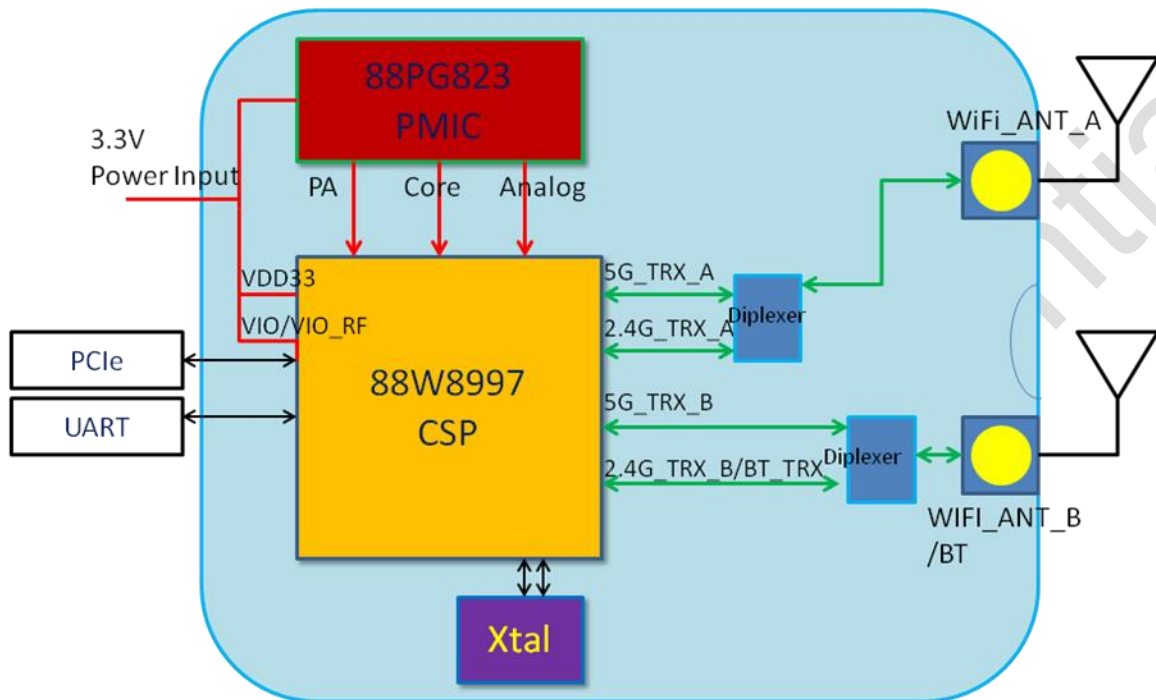 88PG823
PMIC
3.3V
Power Input
PA
Core
Analog
WiFi_ANT_A
VDD33
VIO/VIO_RF
PCIe
UART
88W8997
CSP
5G_TRX_A
2.4G_TRX_A
Diplexer
5G_TRX_B
2.4G_TRX_B/BT_TRX
Diplexer
WIFI_ANT_B
/BT
Xtal
ntia